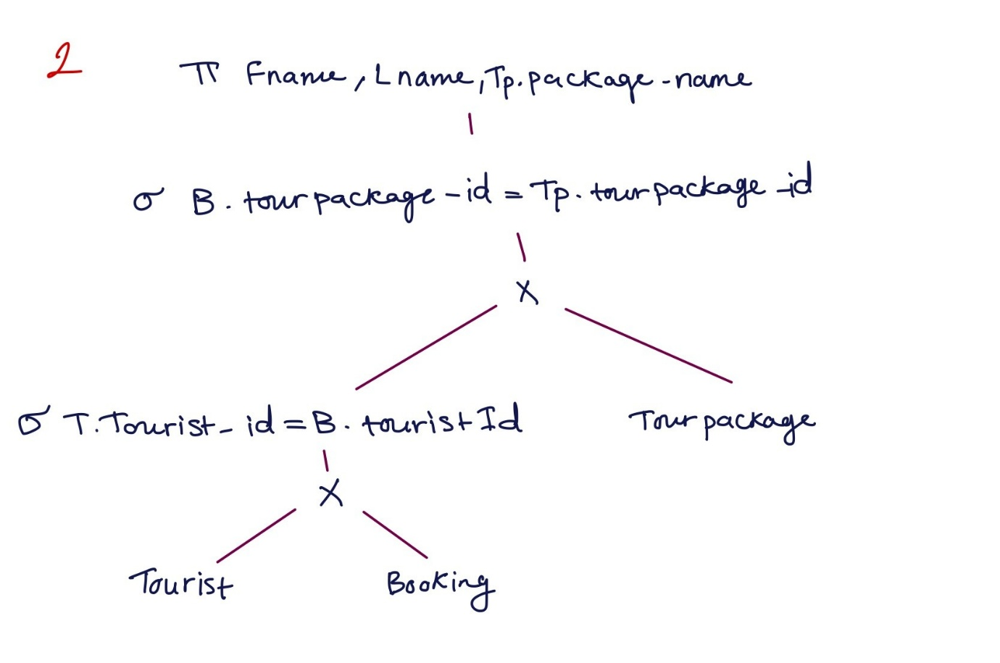 2
π Fname, Lname, Tp.package-name
σ B.tourpackage-id = Tp.tourpackage-id
X
σ T.Tourist-id = B.touristId
Tourpackage
X
Tourist
Booking